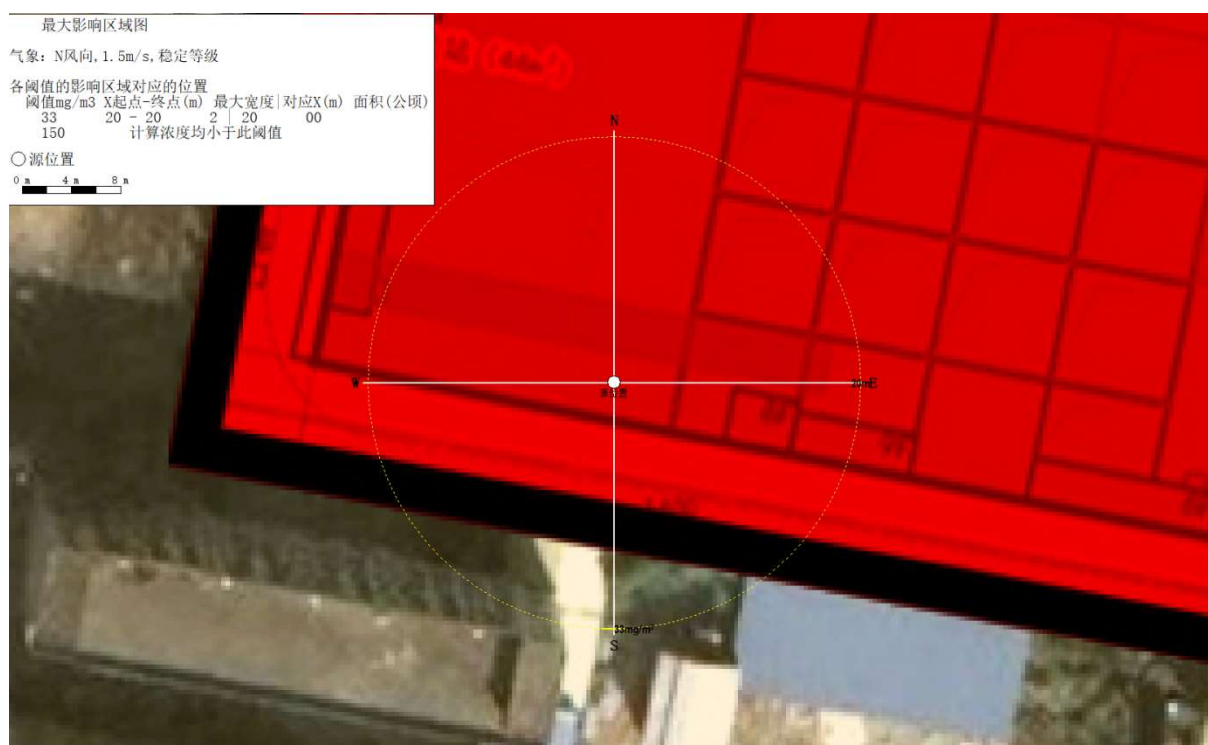 最大影响区域图
气象：N风向,1.5m/s,稳定等级
各阈值的影响区域对应的位置
阈值mg/m3 X起点-终点(m) 最大宽度|对应X(m) 面积(公顷)
33 20 - 20 2 | 20 00
150 计算浓度均小于此阈值
源位置
0 m 4 m 8 m
N
W
20mE
源位置
33mg/m³
S